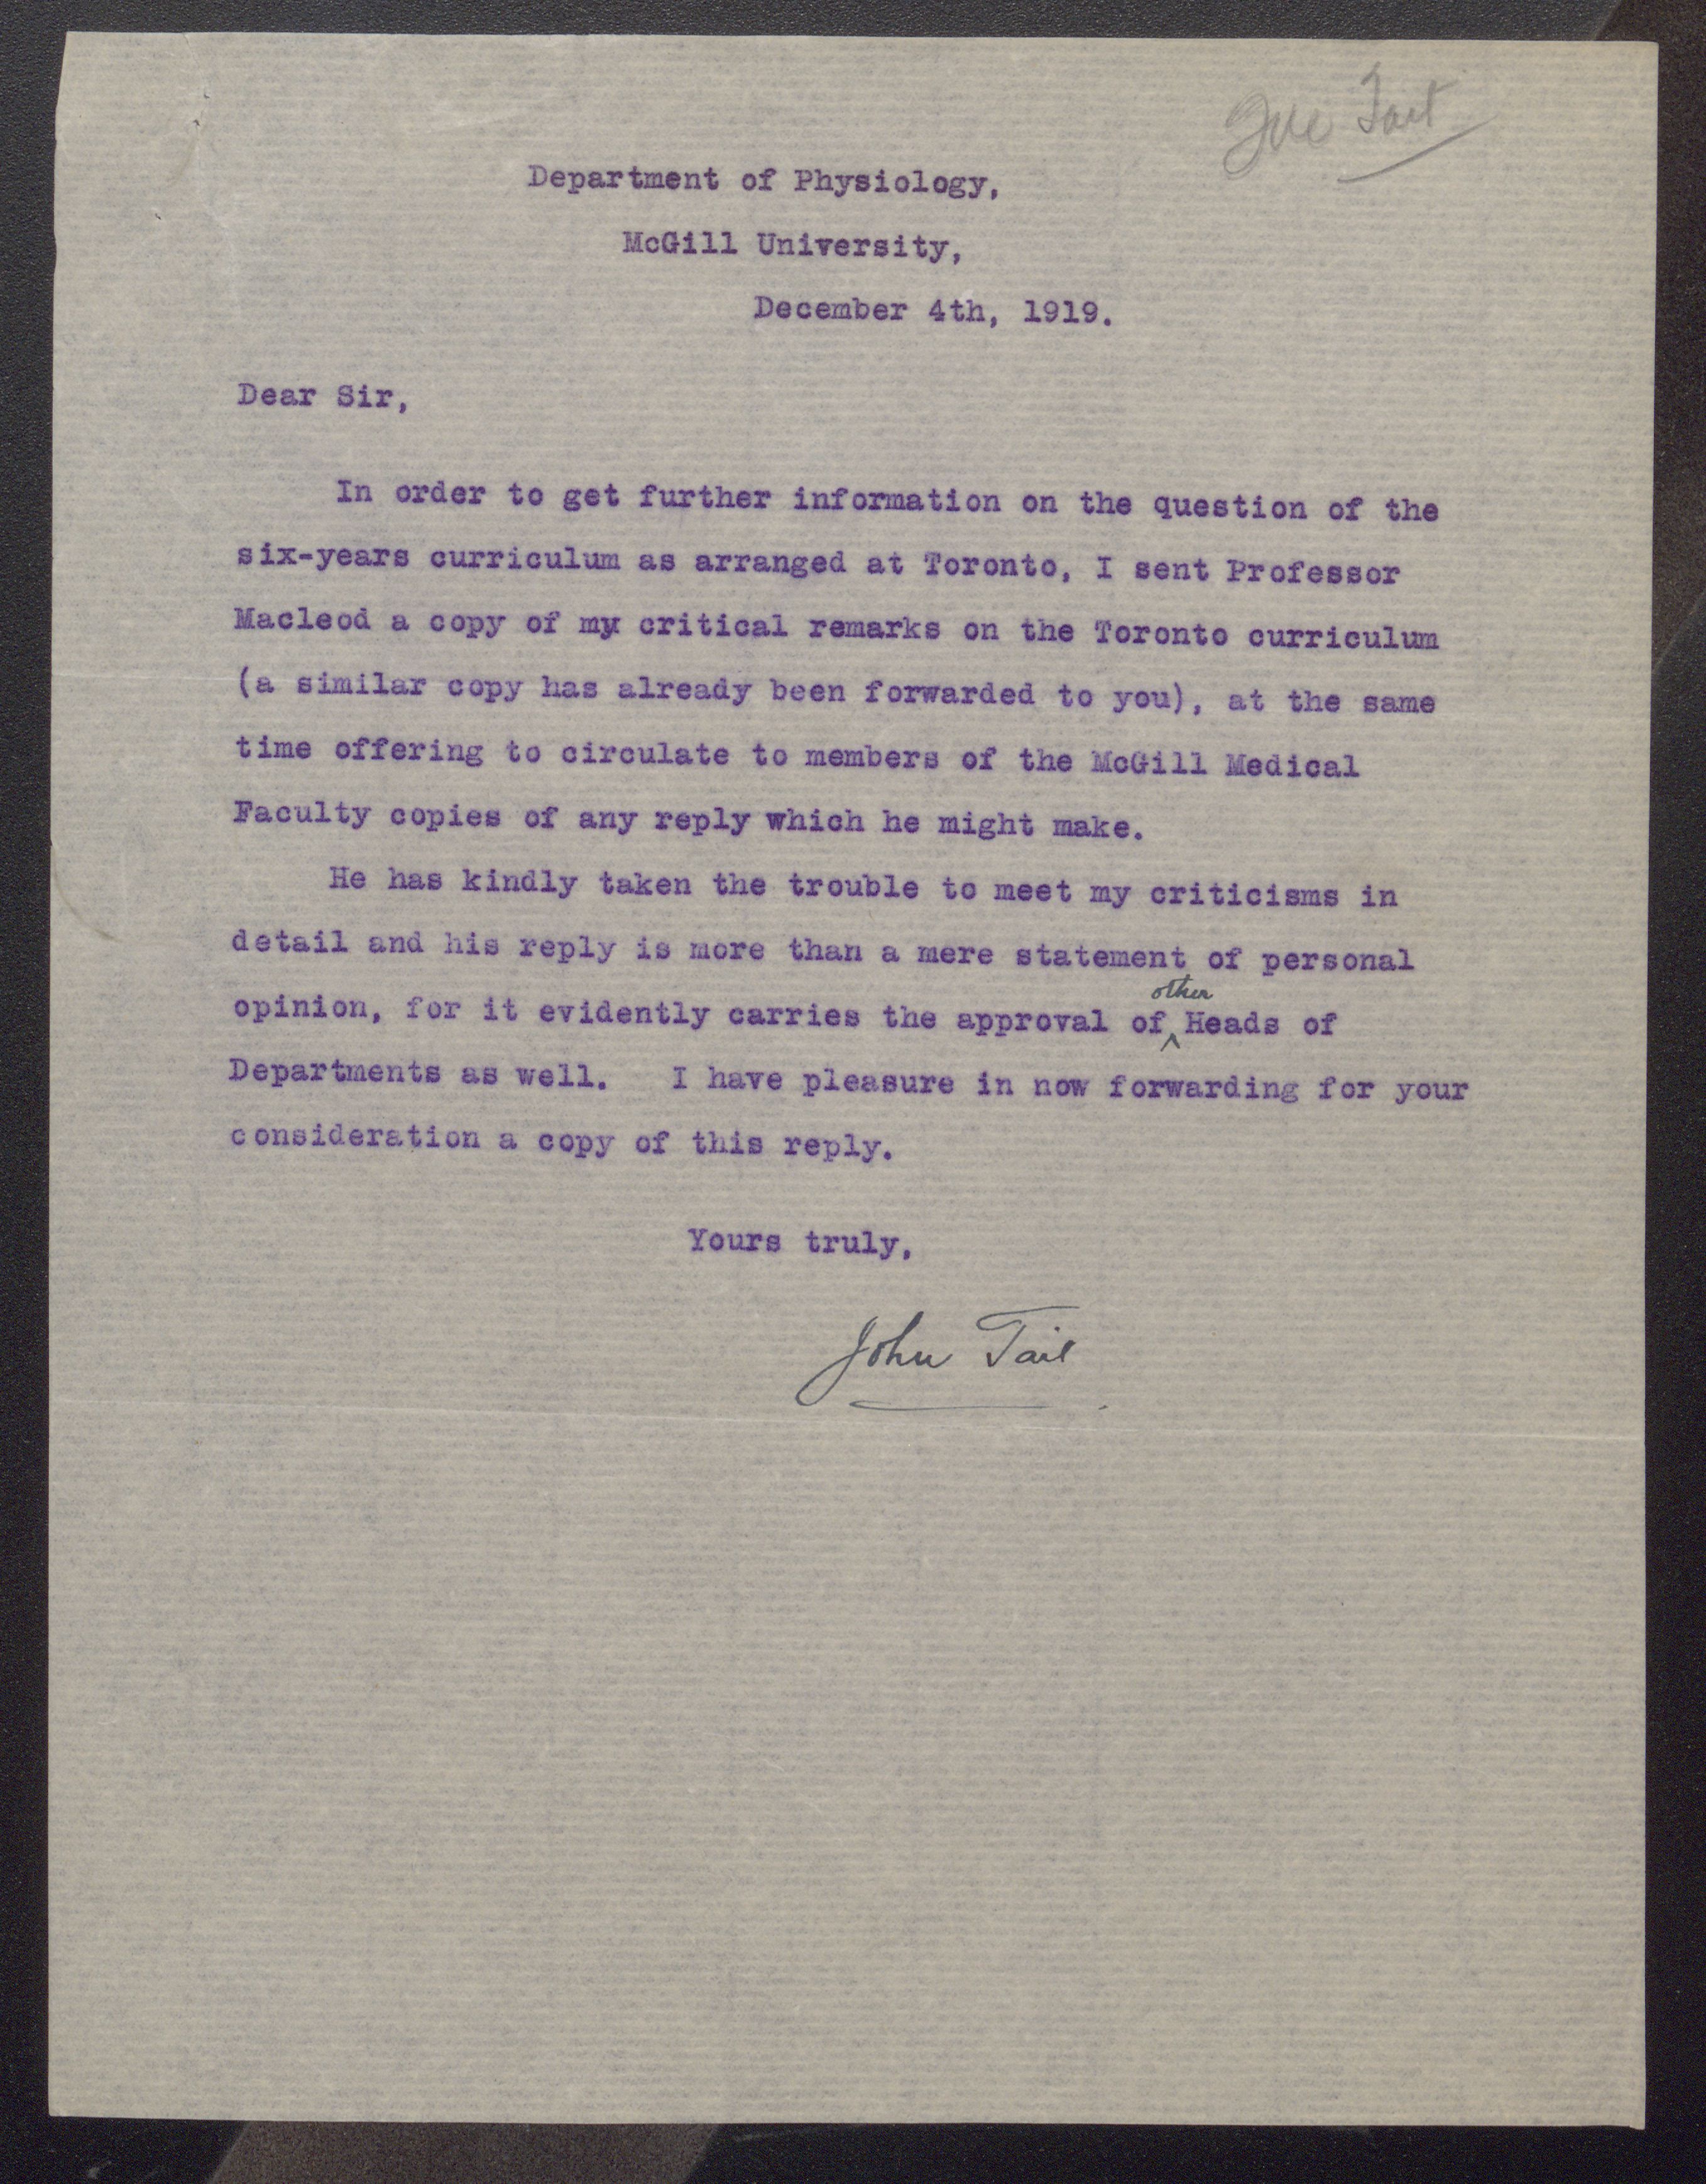 Tait
Department of Physiology,
McGill University,
December 4th, 1919.
Dear Sir,
In order to get further information on the question of the
six-years curriculum as arranged at Toronto, I sent Professor
Macleod a copy of my critical remarks on the Toronto curriculum
(a similar copy has already been forwarded to you), at the same
time offering to circulate to members of the McGill Medical
Faculty copies of any reply which he might make.
He has kindly taken the trouble to meet my criticisms in
detail and his reply is more than a mere statement of personal
opinion, for it evidently carries the approval of other Heads of
Departments as well. I have pleasure in now forwarding for your
consideration a copy of this reply.
Yours truly,
John Tait